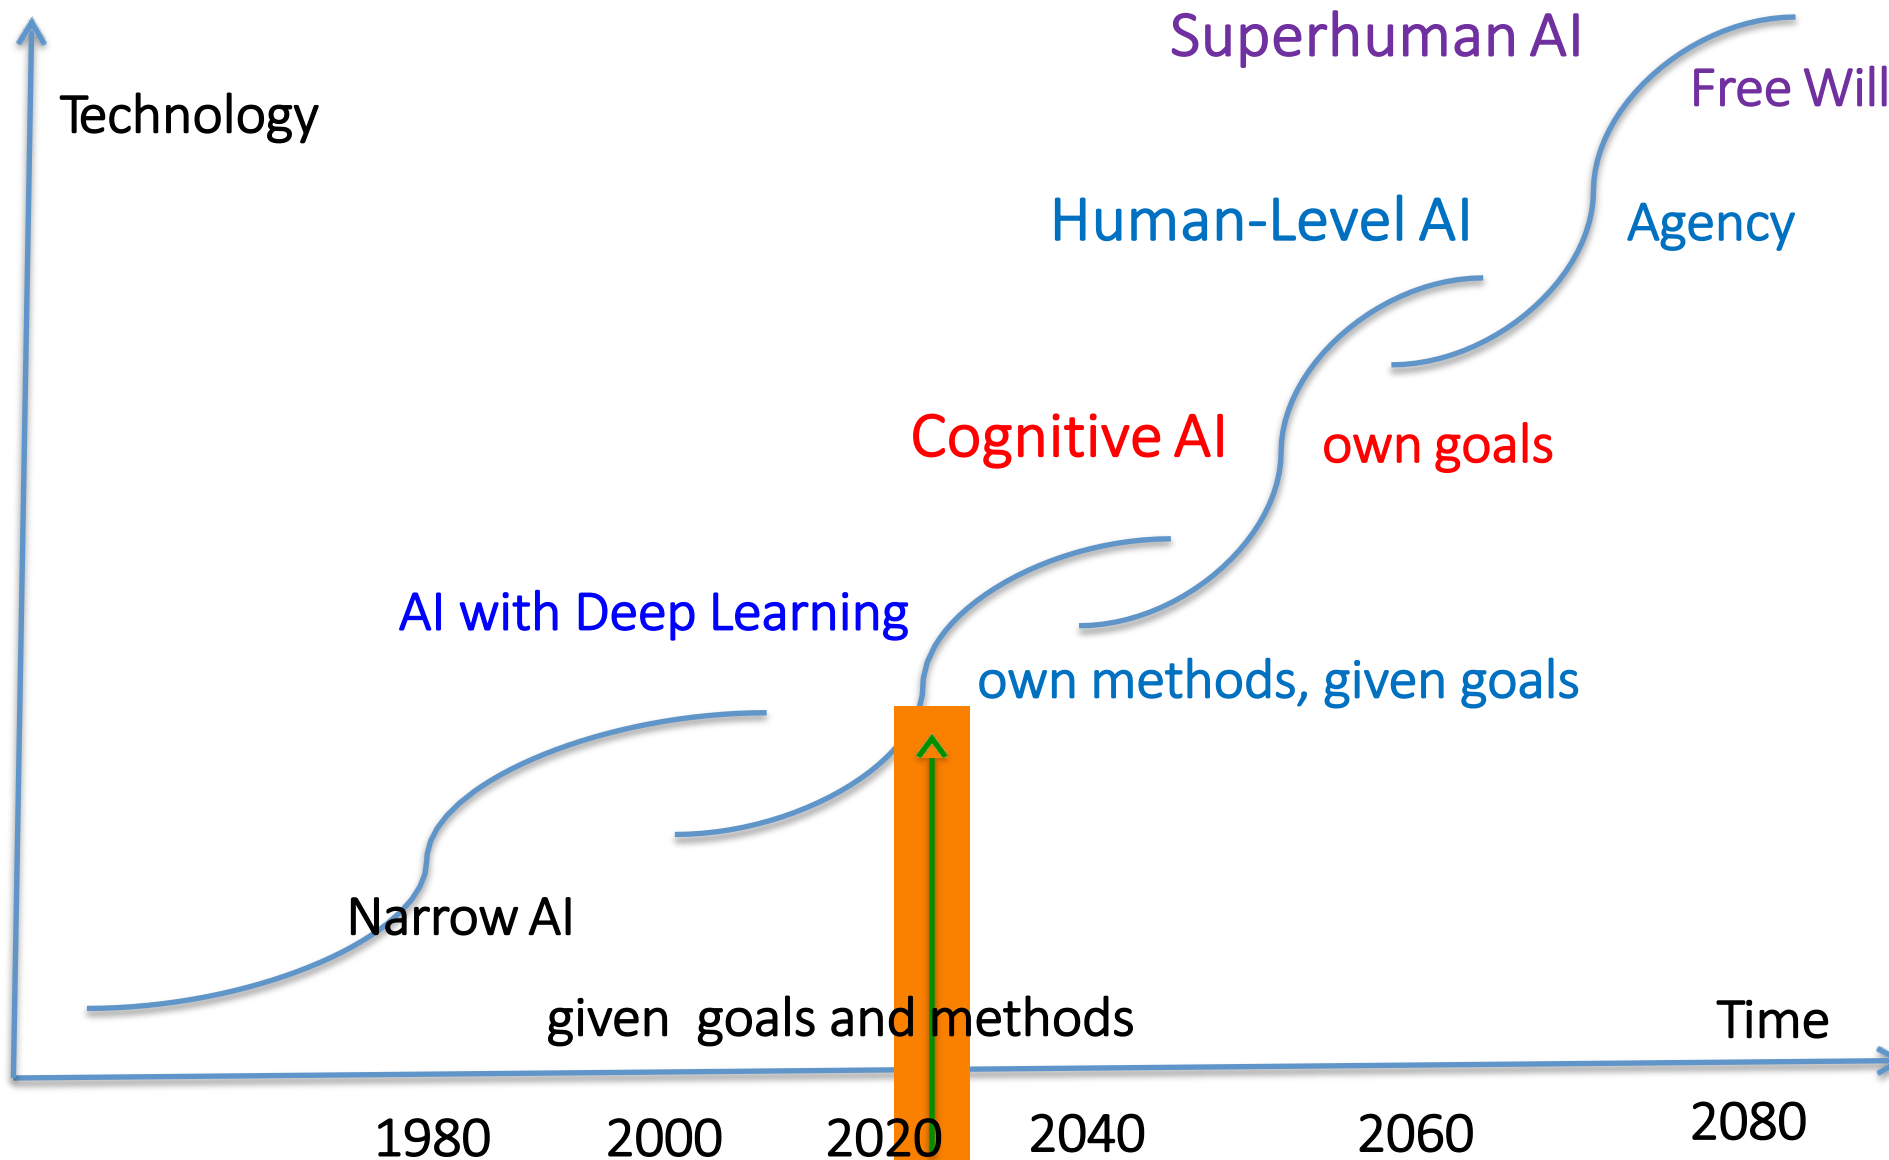 Superhuman AI
Free Will
Technology
Human-Level AI
Agency
Cognitive AI
own goals
AI with Deep Learning
own methods, given goals
Narrow AI
given goals and methods
Time
1980 2000 2020 2040 2060 2080